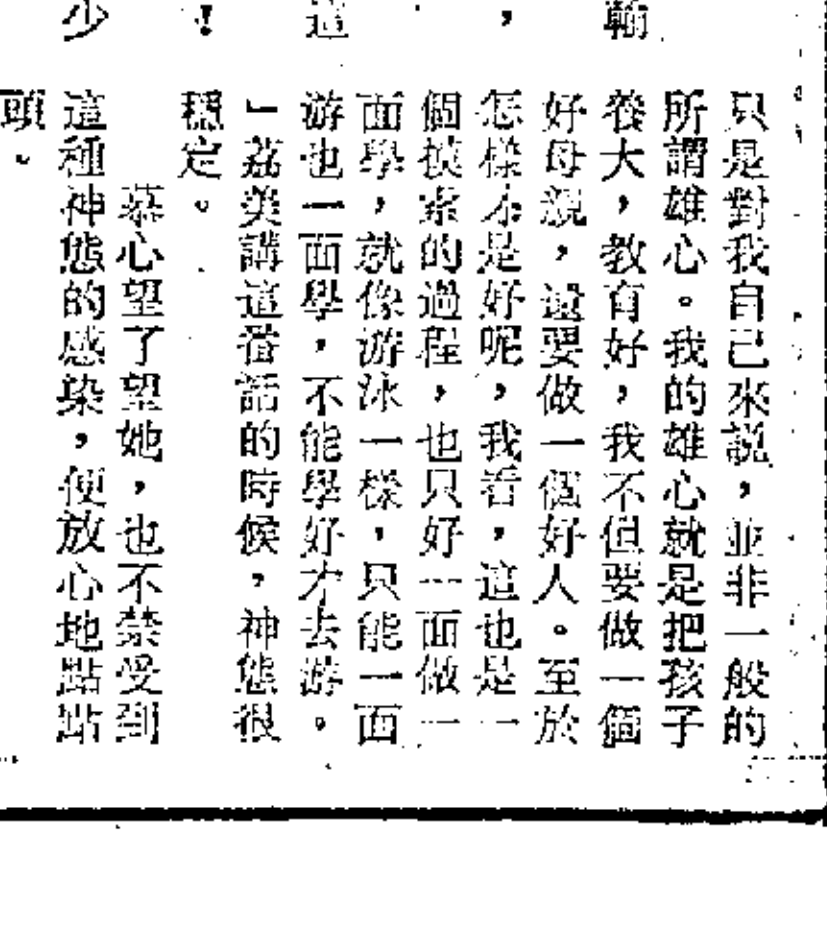 只是對我自己來説，並非一般的
所謂雄心。我的雄心就是把孩子
養大，教育好，我不但要做一個
好母親，還要做一個好人。至於
怎樣才是好呢，我看，這也是一
個摸索的過程，也只好一面做一
面學，就像游泳一樣，只能一面
游也一面學，不能學好才去游。
」荔美講這番話的時候，神態很
穩定。
慕心望了望她，也不禁受到
這種神態的感染，便放心地點點
頭。
輸
，
這
！
少